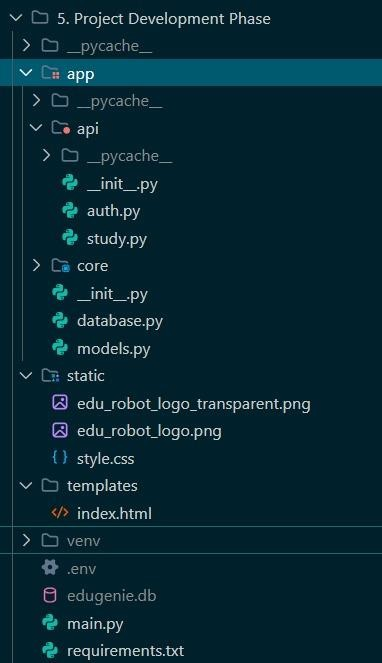 5. Project Development Phase
__pycache__
app
__pycache__
api
__pycache__
__init__.py
auth.py
study.py
core
__init__.py
database.py
models.py
static
edu_robot_logo_transparent.png
edu_robot_logo.png
style.css
templates
index.html
venv
.env
edugenie.db
main.py
requirements.txt